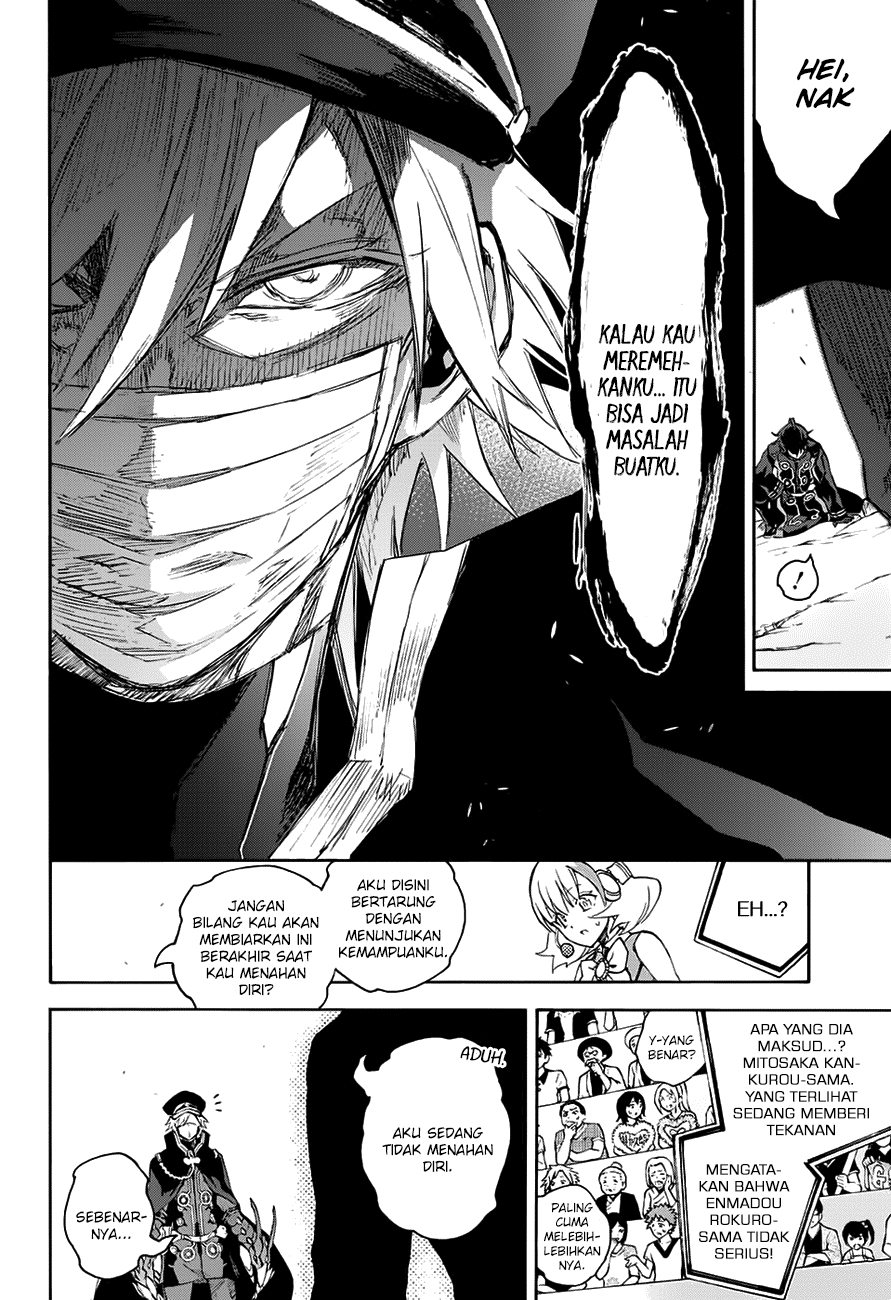 HEI,
NAK
KALAU KAU
MEREMEH-
KANKU... ITU
BISA JADI
MASALAH
BUATKU.
!
EH...?
AKU DISINI
BERTARUNG
DENGAN
MENUNJUKAN
KEMAMPUANKU.
JANGAN
BILANG KAU AKAN
MEMBIARKAN INI
BERAKHIR SAAT
KAU MENAHAN
DIRI?
APA YANG DIA
MAKSUD...?
MITOSAKA KAN-
KUROU-SAMA.
YANG TERLIHAT
SEDANG MEMBERI
TEKANAN
MENGATA-
KAN BAHWA
ENMADOU
ROKURO-
SAMA TIDAK
SERIUS!
Y-YANG
BENAR?
PALING
CUMA
MELEBIH-
LEBIHKAN
NYA.
ADUH.
AKU SEDANG
TIDAK MENAHAN
DIRI.
SEBENAR-
NYA...